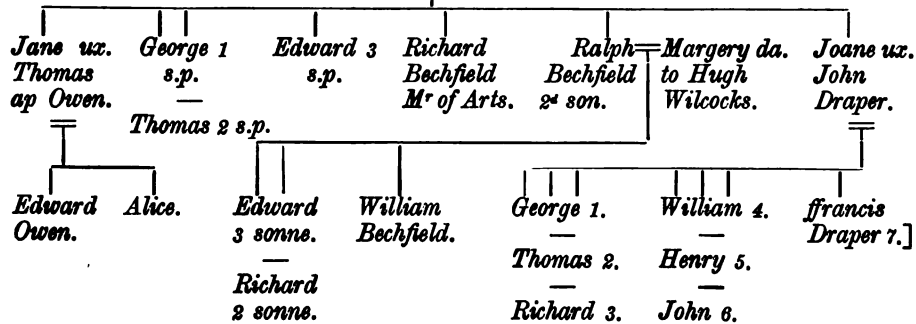 Jane ux.
Thomas
ap Owen.
George 1
s.p.
—
Thomas 2 s.p.
Edward 3
s.p.
Richard
Bechfield
Mr of Arts.
Ralph
Bechfield
2d son.
Margery da.
to Hugh
Wilcocks.
Joane ux.
John
Draper.
Edward
Owen.
Alice.
Edward
3 sonne.
—
Richard
2 sonne.
William
Bechfield.
George 1.
—
Thomas 2.
—
Richard 3.
William 4.
—
Henry 5.
—
John 6.
ffrancis
Draper 7.]